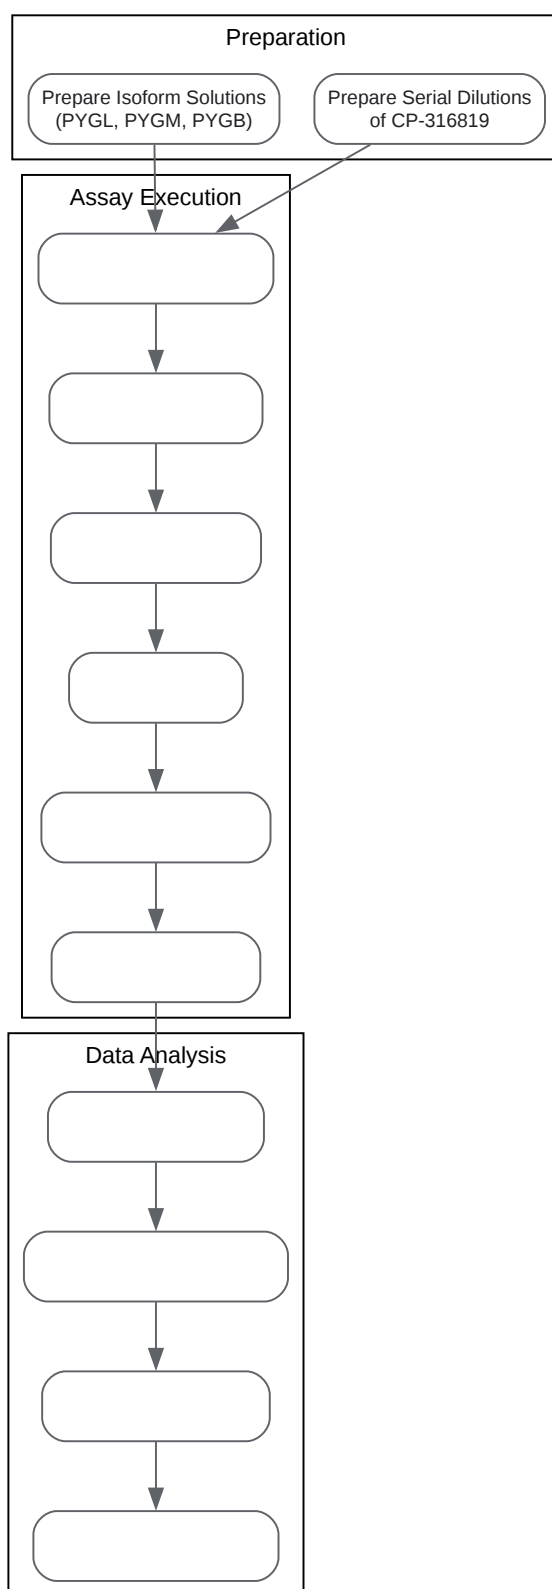 Preparation
Prepare Isoform Solutions
(PYGL, PYGM, PYGB)
Prepare Serial Dilutions
of CP-316819
Assay Execution
Data Analysis